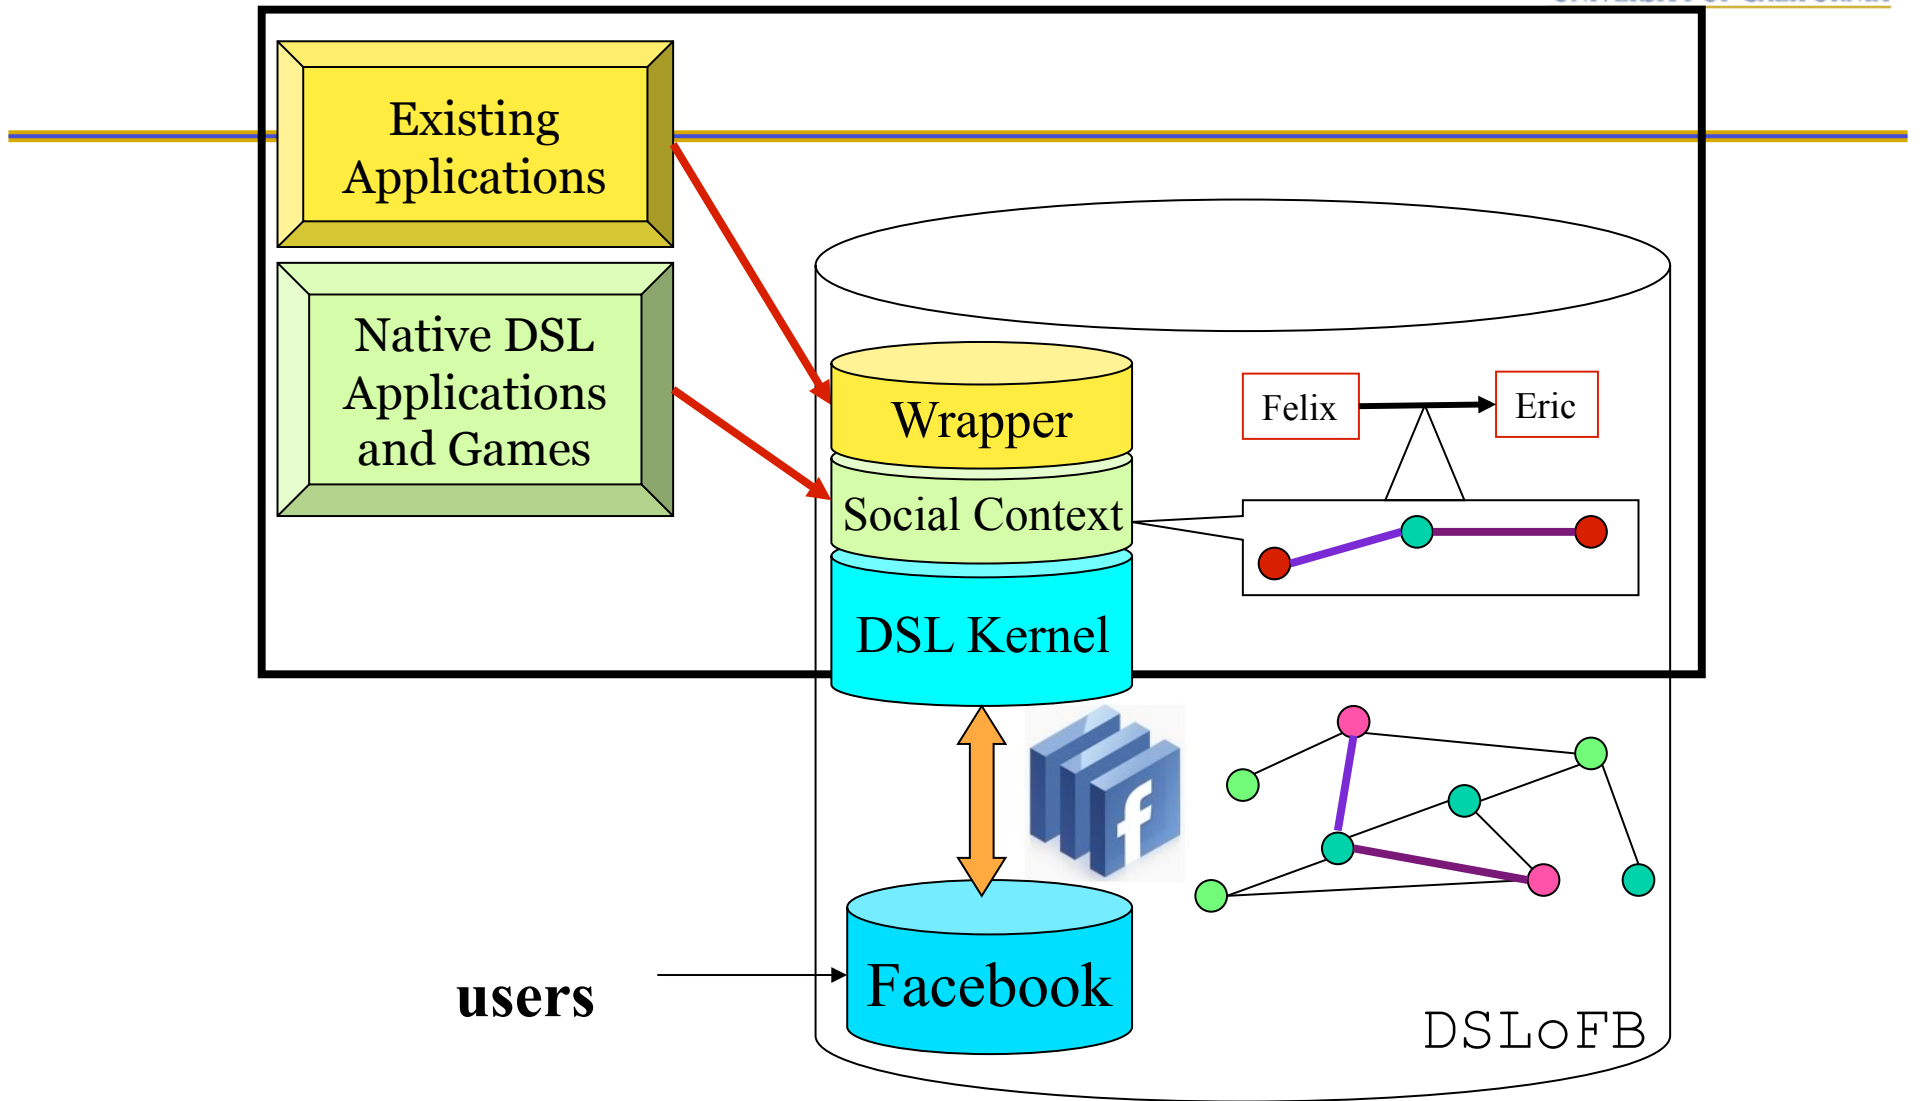 Existing
Applications
Native DSL
Applications
and Games
Wrapper
Social Context
DSL Kernel
Felix
Eric
f
users
Facebook
DSLoFB